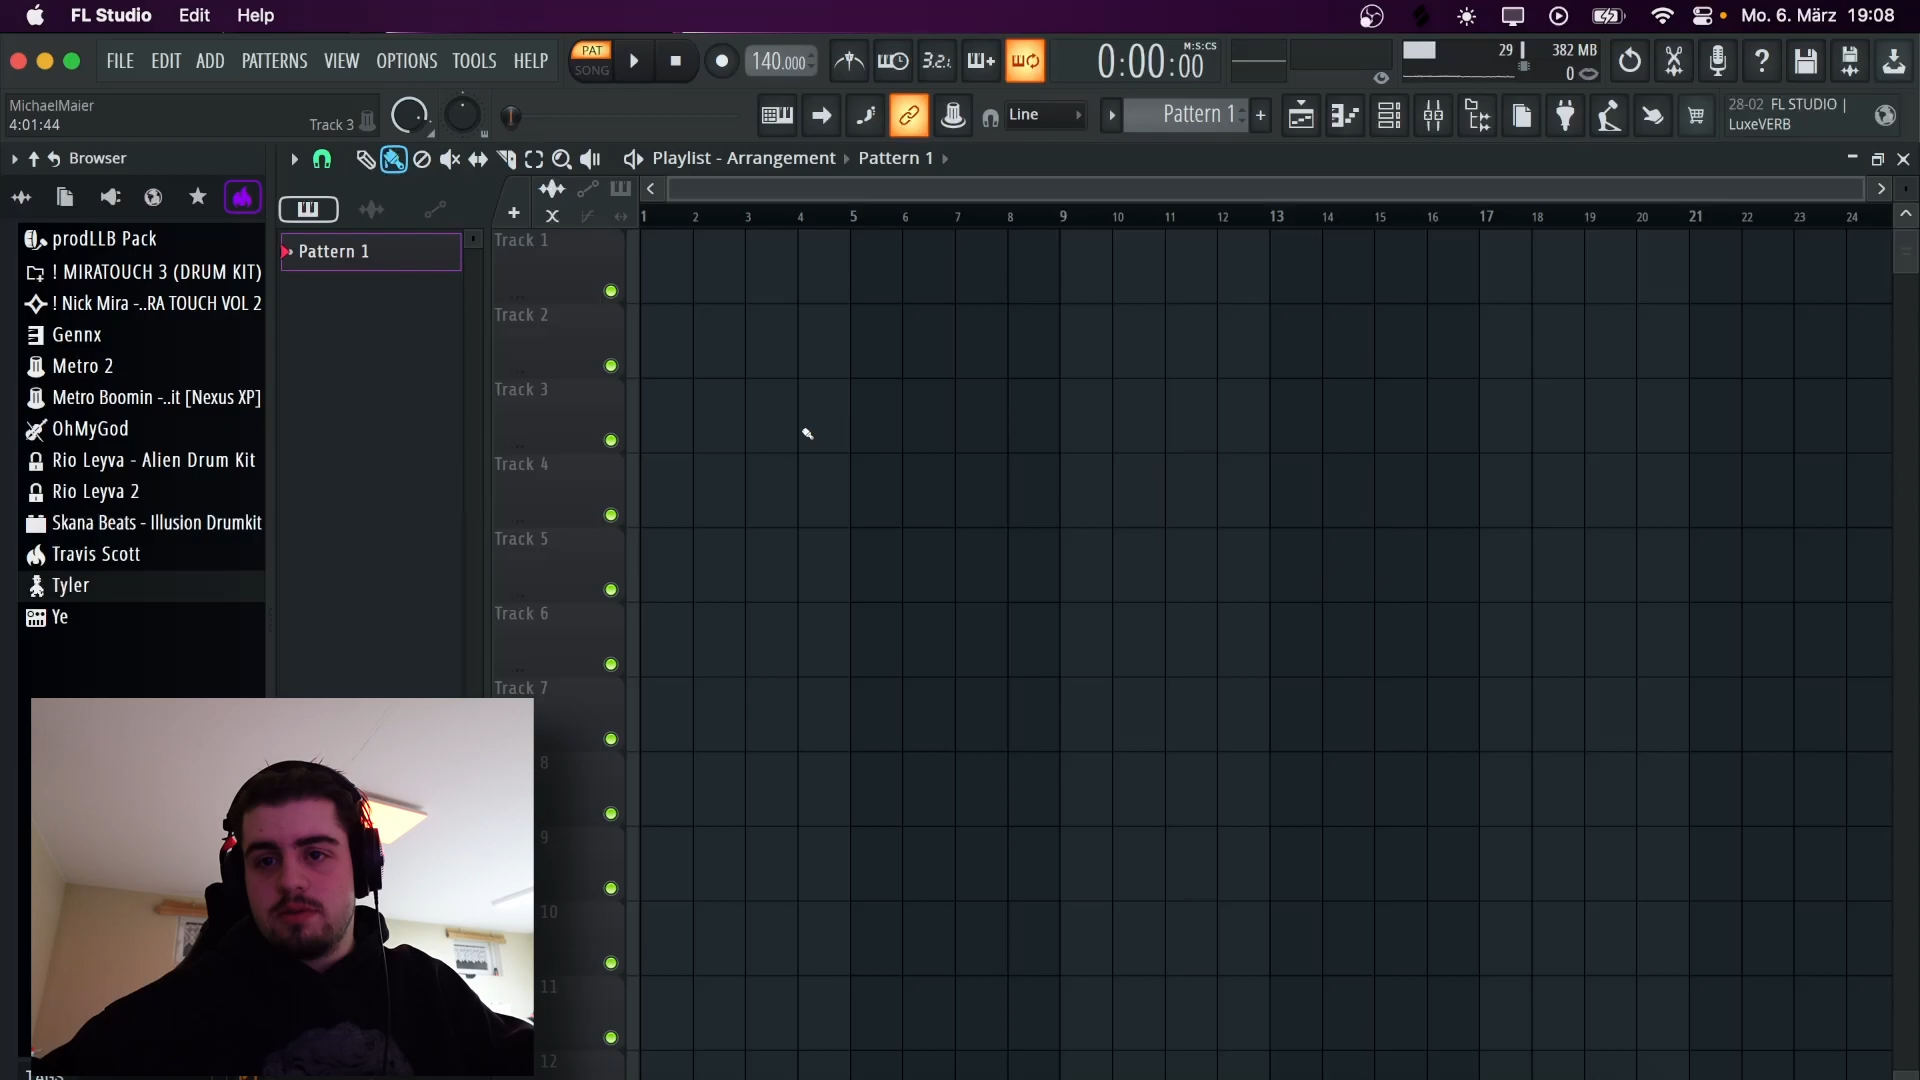 FL Studio Edit Help Mo. 6. März 19:08
FILE EDIT ADD PATTERNS VIEW OPTIONS TOOLS HELP
PAT
SONG
140.000
3.2.
0:00:00
M:S:CS
29
382 MB
0
MichaelMaier
4:01:44
Track 3
Line
Pattern 1
28-02 FL STUDIO |
LuxeVERB
Browser
Playlist - Arrangement Pattern 1
1 2 3 4 5 6 7 8 9 10 11 12 13 14 15 16 17 18 19 20 21 22 23 24
prodLLB Pack
! MIRATOUCH 3 (DRUM KIT)
! Nick Mira -..RA TOUCH VOL 2
Gennx
Metro 2
Metro Boomin -..it [Nexus XP]
OhMyGod
Rio Leyva - Alien Drum Kit
Rio Leyva 2
Skana Beats - Illusion Drumkit
Travis Scott
Tyler
Ye
TAGS
Pattern 1
Track 1
Track 2
Track 3
Track 4
Track 5
Track 6
Track 7
8
9
10
11
12